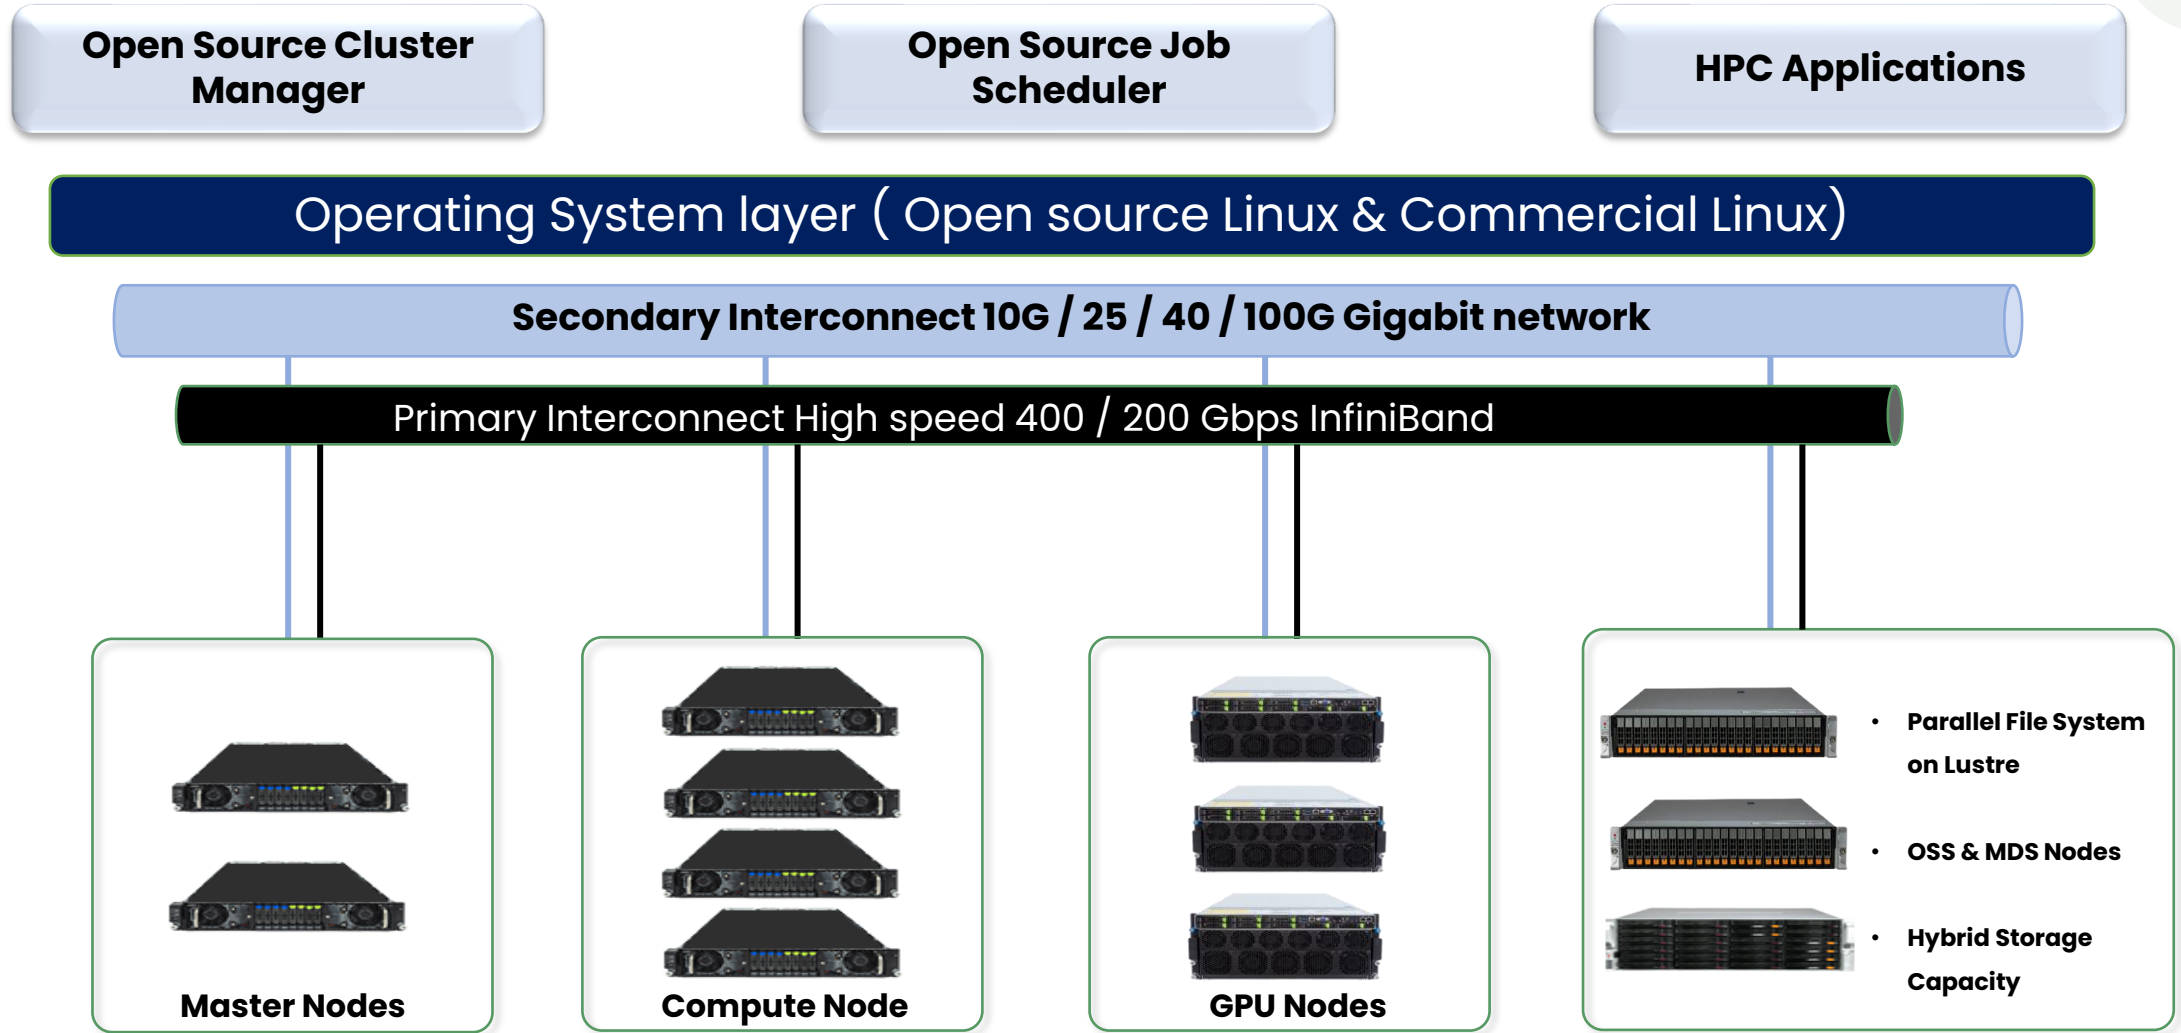 Open Source Cluster
Manager
Open Source Job
Scheduler
HPC Applications
Operating System layer ( Open source Linux & Commercial Linux)
Secondary Interconnect 10G / 25 / 40 / 100G Gigabit network
Primary Interconnect High speed 400 / 200 Gbps InfiniBand
Master Nodes
Compute Node
GPU Nodes
• Parallel File System
on Lustre
• OSS & MDS Nodes
• Hybrid Storage
Capacity